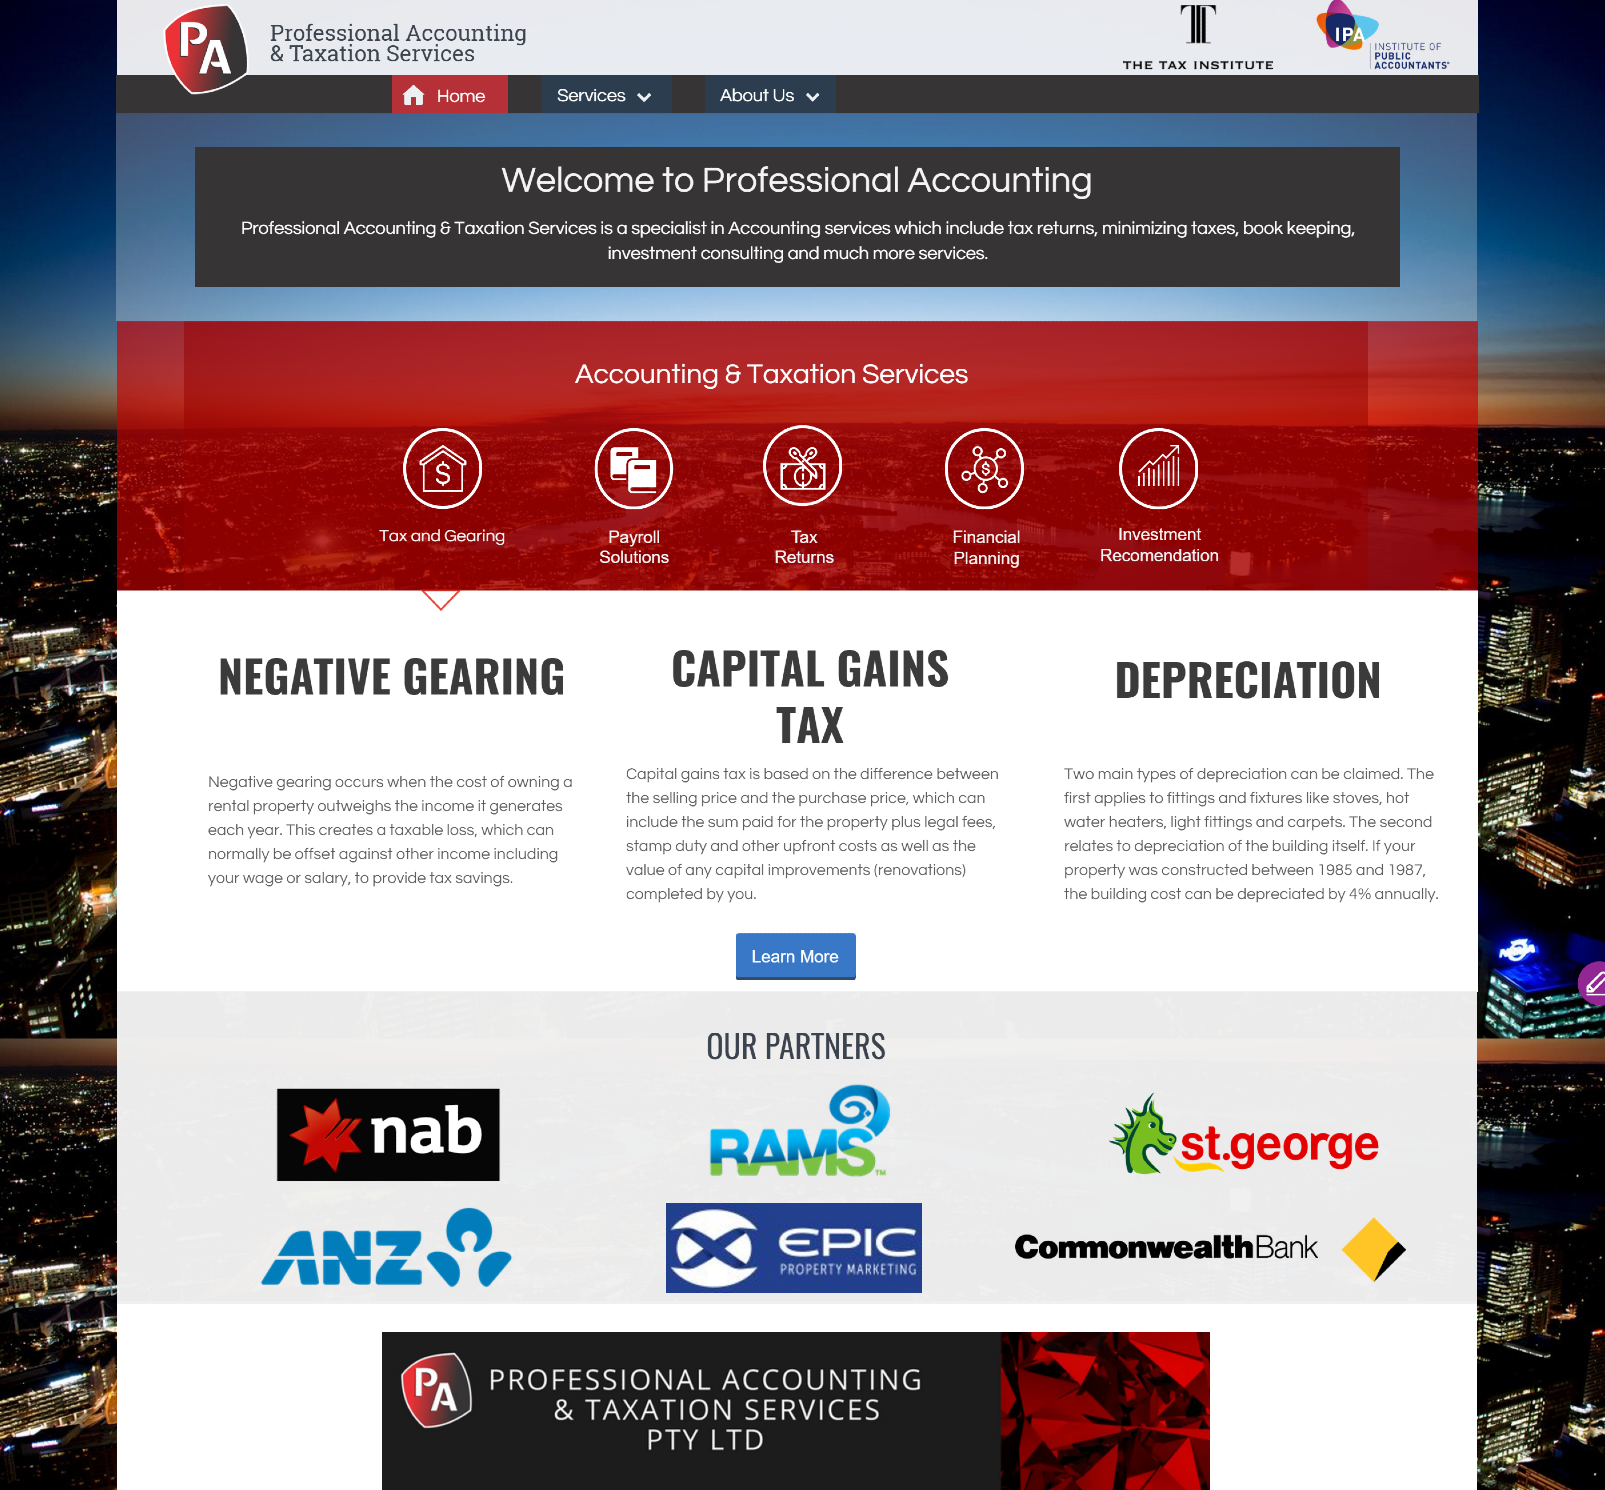 PA
Professional Accounting
& Taxation Services
THE TAX INSTITUTE
IPA
INSTITUTE OF
PUBLIC
ACCOUNTANTS
Home
Services
About Us
Welcome to Professional Accounting
Professional Accounting & Taxation Services is a specialist in Accounting services which include tax returns, minimizing taxes, book keeping,
investment consulting and much more services.
Accounting & Taxation Services
Tax and Gearing
Payroll
Solutions
Tax
Returns
Financial
Planning
Investment
Recomendation
NEGATIVE GEARING
Negative gearing occurs when the cost of owning a
rental property outweighs the income it generates
each year. This creates a taxable loss, which can
normally be offset against other income including
your wage or salary, to provide tax savings.
CAPITAL GAINS
TAX
Capital gains tax is based on the difference between
the selling price and the purchase price, which can
include the sum paid for the property plus legal fees,
stamp duty and other upfront costs as well as the
value of any capital improvements (renovations)
completed by you.
DEPRECIATION
Two main types of depreciation can be claimed. The
first applies to fittings and fixtures like stoves, hot
water heaters, light fittings and carpets. The second
relates to depreciation of the building itself. If your
property was constructed between 1985 and 1987,
the building cost can be depreciated by 4% annually.
Learn More
OUR PARTNERS
nab
RAMS™
st.george
ANZ
EPIC
PROPERTY MARKETING
CommonwealthBank
PA
PROFESSIONAL ACCOUNTING
& TAXATION SERVICES
PTY LTD